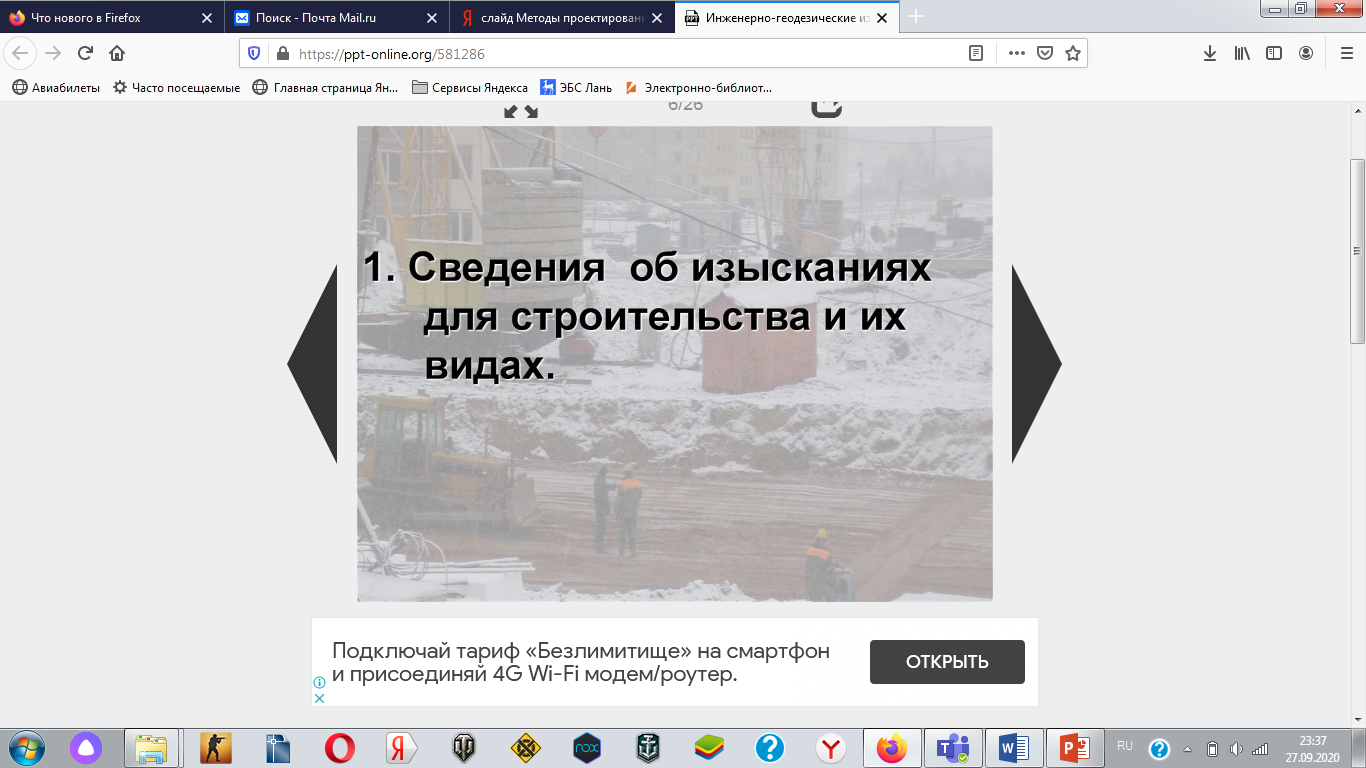 Что нового в Firefox
Поиск - Почта Mail.ru
слайд Методы проектировани
Инженерно-геодезические из
https://ppt-online.org/581286
Авиабилеты
Часто посещаемые
Главная страница Ян...
Сервисы Яндекса
ЭБС Лань
Электронно-библиот...
6/26
1. Сведения об изысканиях
для строительства и их
видах.
Подключай тариф «Безлимитище» на смартфон
и присоединяй 4G Wi-Fi модем/роутер.
ОТКРЫТЬ
RU
23:37
27.09.2020